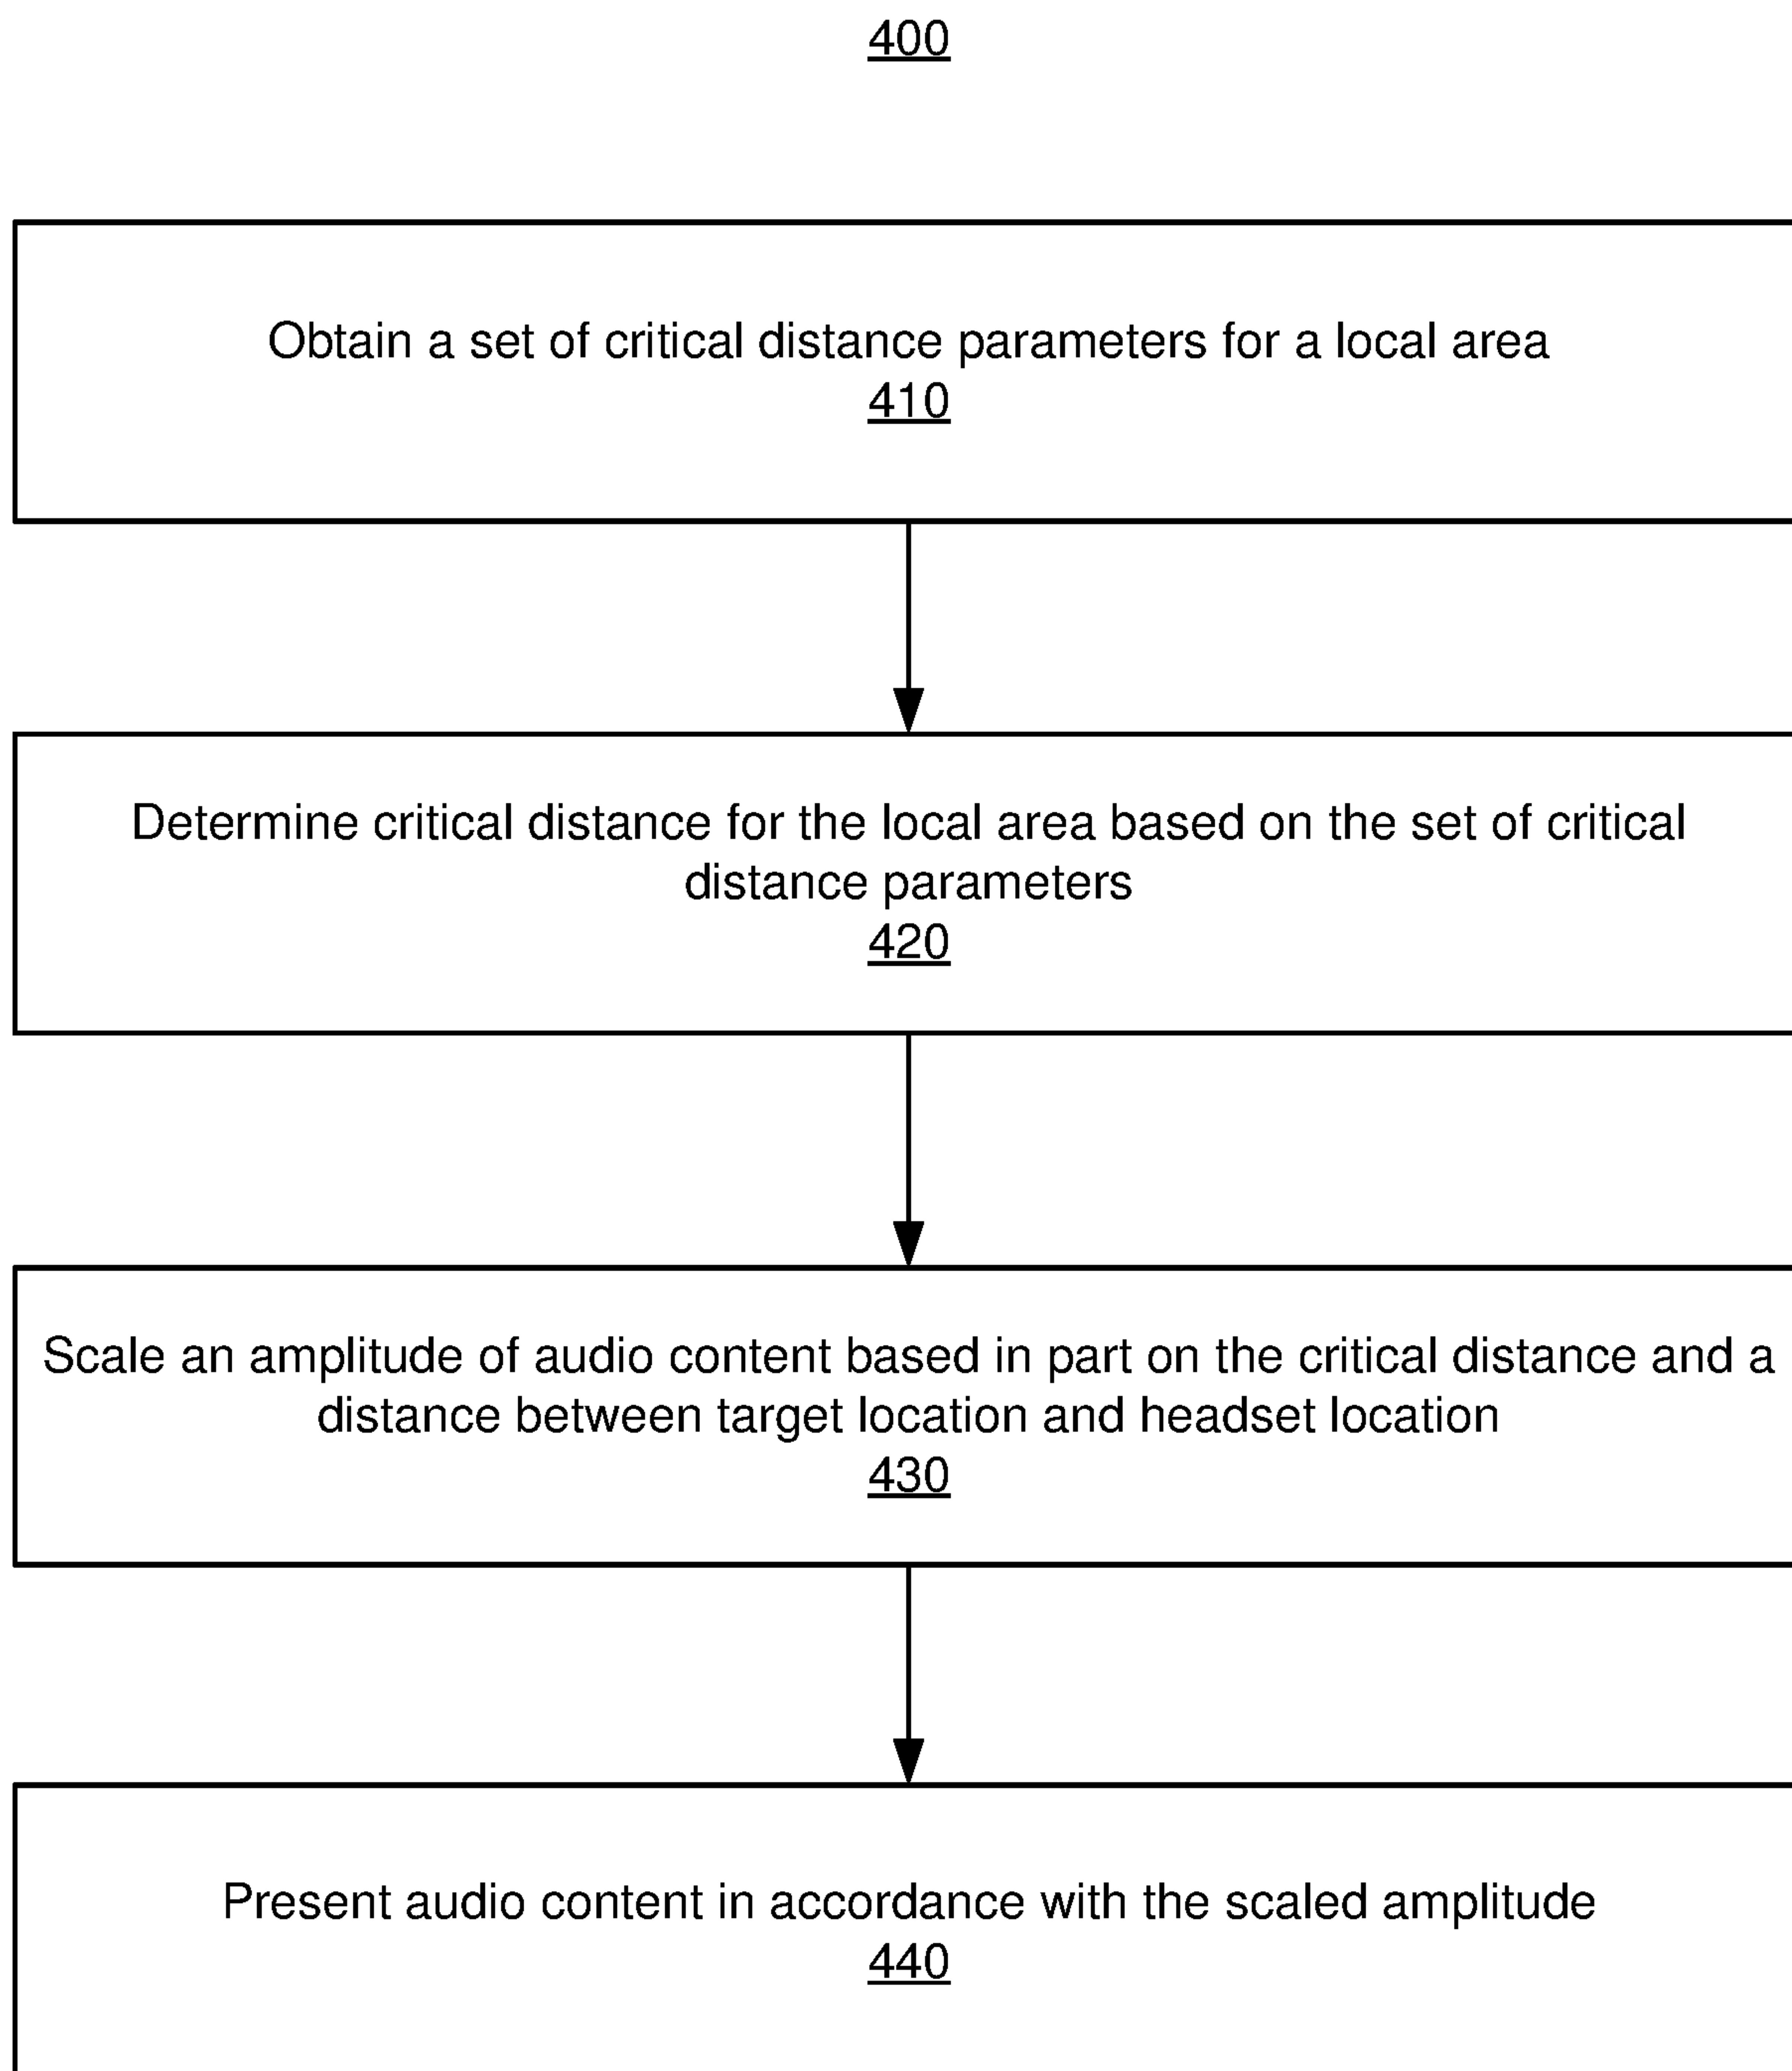 400
Obtain a set of critical distance parameters for a local area
410
Determine critical distance for the local area based on the set of critical
distance parameters
420
Scale an amplitude of audio content based in part on the critical distance and a
distance between target location and headset location
430
Present audio content in accordance with the scaled amplitude
440